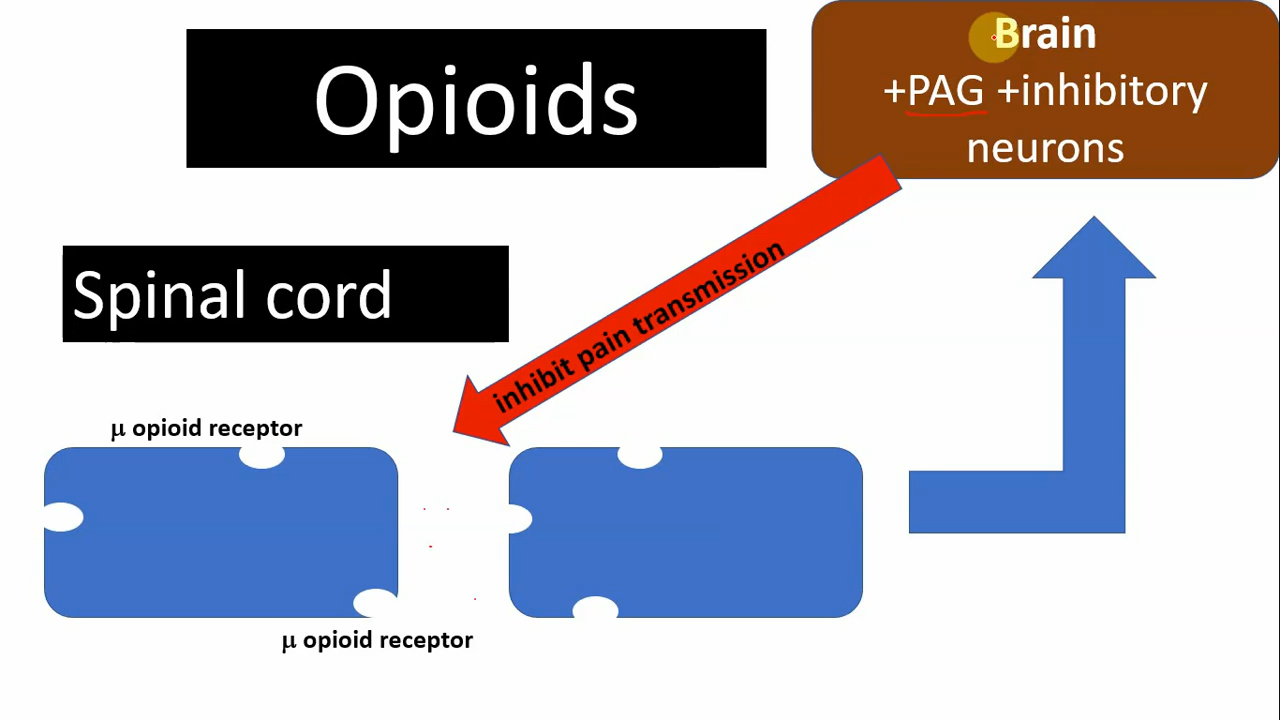 Opioids
Brain
+PAG +inhibitory
neurons
inhibit pain transmission
Spinal cord
μ opioid receptor
μ opioid receptor